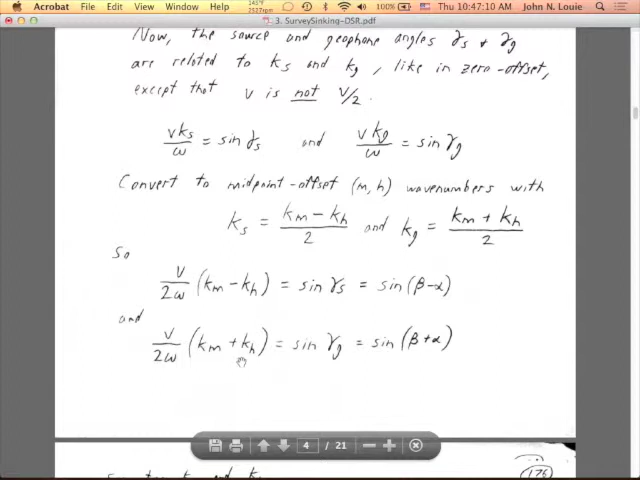 Acrobat File Edit View Window Help 145°F 2527rpm 100% Thu 10:47:10 AM John N. Louie
3. SurveySinking-DSR.pdf
Now, the source and geophone angles γs + γg
are related to ks and kg, like in zero-offset,
except that v is not v/2.
vks/ω = sin γs and vkg/ω = sin γg
Convert to midpoint-offset (m, h) wavenumbers with
ks = (km - kh)/2 and kg = (km + kh)/2
So
v/2ω (km - kh) = sin γs = sin (β-α)
and
v/2ω (km + kh) = sin γg = sin (β+α)
4 / 21
176